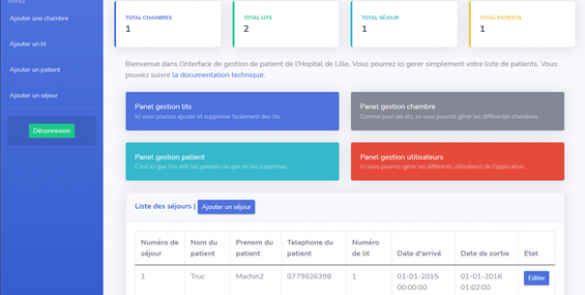 Ajouter une chambre
Ajouter un lit
Ajouter un patient
Ajouter un séjour
Déconnexion
TOTAL CHAMBRES
1
TOTAL LITS
2
TOTAL SÉJOUR
1
TOTAL PATIENTS
1
Bienvenue dans l'interface de gestion de patient de l'Hopital de Lille. Vous pourrez ici gerer simplement votre liste de patients. Vous
pouvez suivre la documentation technique.
Panel gestion lits
Ici vous pourrez ajouter et supprimer facilement des lits.
Panel gestion chambre
Comme pour les lits, ici vous pourrez gérer les différentes chambres.
Panel gestion patient
C'est ici que l'on édit les patients ou que on les supprimes.
Panel gestion utilisateurs
Ici vous pourrez gérer les différents utilisateurs de l'application.
Liste des séjours | Ajouter un séjour
Numéro de séjour
Nom du patient
Prenom du patient
Telephone du patient
Numéro de lit
Date d'arrivé
Date de sortie
Etat
1
Truc
Machin2
0779826398
1
01-01-2015 00:00:00
01-01-2016 01:02:00
Editer